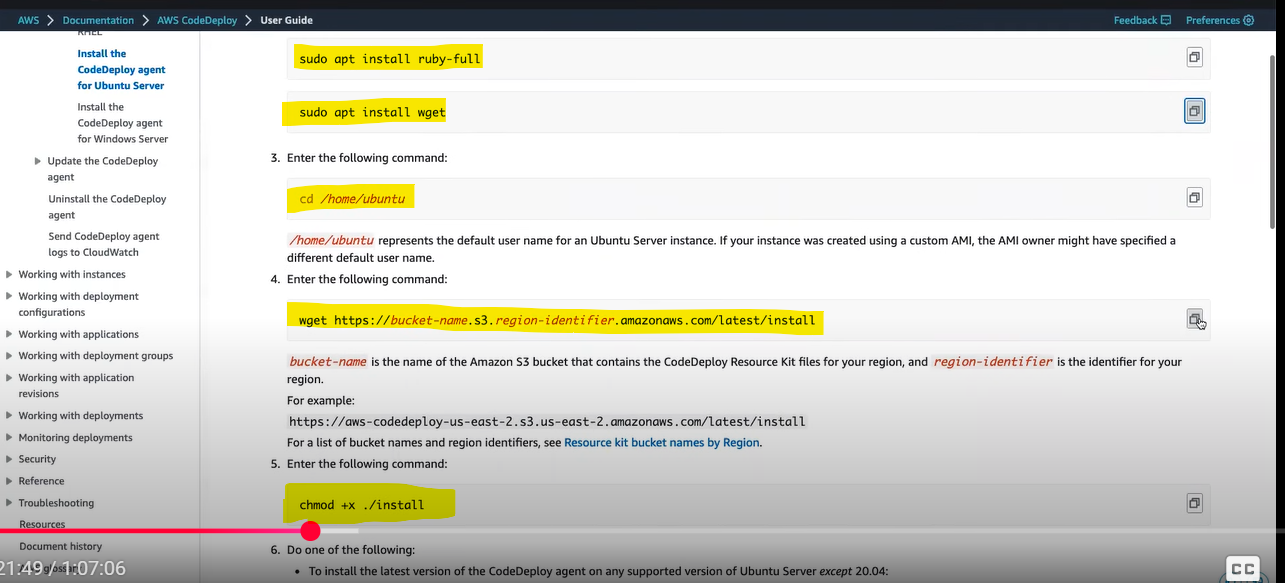 AWS > Documentation > AWS CodeDeploy > User Guide
Feedback
Preferences
RHEL
Install the
CodeDeploy agent
for Ubuntu Server
Install the
CodeDeploy agent
for Windows Server
Update the CodeDeploy
agent
Uninstall the CodeDeploy
agent
Send CodeDeploy agent
logs to CloudWatch
Working with instances
Working with deployment
configurations
Working with applications
Working with deployment groups
Working with application
revisions
Working with deployments
Monitoring deployments
Security
Reference
Troubleshooting
Resources
Document history
sudo apt install ruby-full
sudo apt install wget
3. Enter the following command:
cd /home/ubuntu
/home/ubuntu represents the default user name for an Ubuntu Server instance. If your instance was created using a custom AMI, the AMI owner might have specified a
different default user name.
4. Enter the following command:
wget https://bucket-name.s3.region-identifier.amazonaws.com/latest/install
bucket-name is the name of the Amazon S3 bucket that contains the CodeDeploy Resource Kit files for your region, and region-identifier is the identifier for your
region.
For example:
https://aws-codedeploy-us-east-2.s3.us-east-2.amazonaws.com/latest/install
For a list of bucket names and region identifiers, see Resource kit bucket names by Region.
5. Enter the following command:
chmod +x ./install
6. Do one of the following:
• To install the latest version of the CodeDeploy agent on any supported version of Ubuntu Server except 20.04:
21:49 / 1:07:06
CC